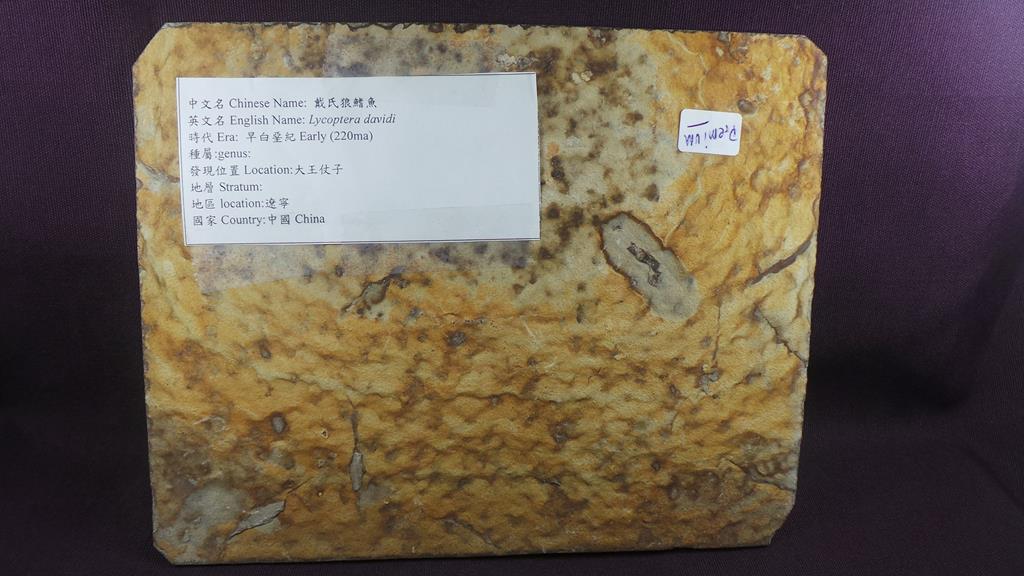 中文名 Chinese Name: 戴氏狼鰭魚
英文名 English Name: Lycoptera davidi
時代 Era: 早白堊紀 Early (220ma)
種屬:genus:
發現位置 Location:大王仗子
地層 Stratum:
地區 location:遼寧
國家 Country:中國 China
Premium